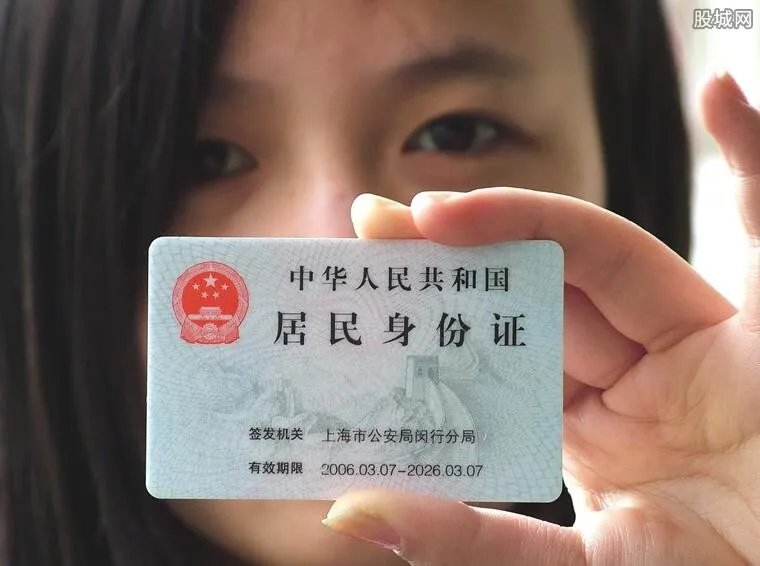 股城网
中华人民共和国
居民身份证
签发机关 上海市公安局闵行分局
有效期限 2006.03.07-2026.03.07